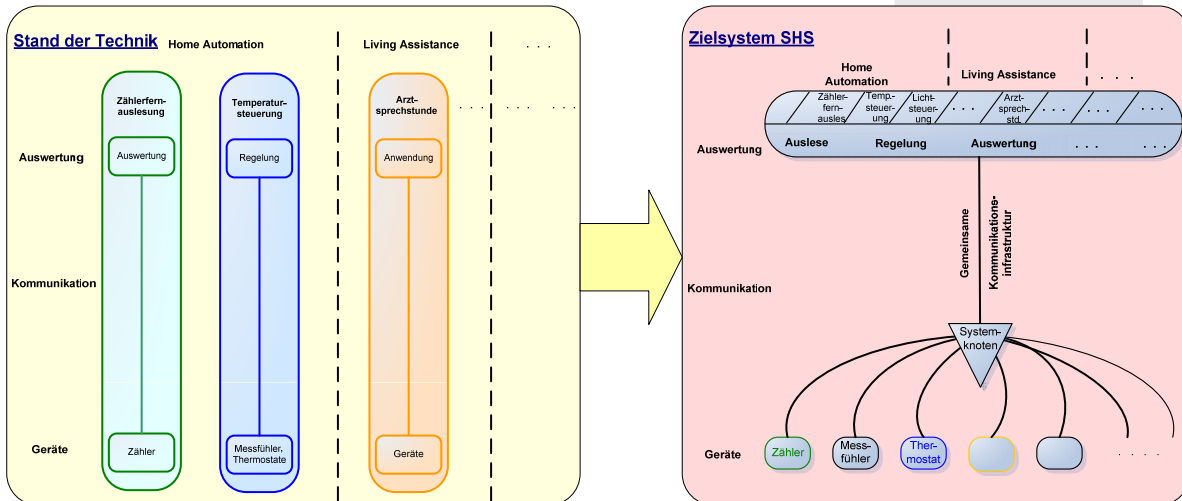 Stand der Technik
Home Automation
Living Assistance
. . .
Zählerfern-
auslesung
Temperatur-
steuerung
Arzt-
sprechstunde
. . . .
. . .
. . .
Auswertung
Auswertung
Regelung
Anwendung
Kommunikation
Geräte
Zähler
Messfühler,
Thermostate
Geräte
Zielsystem SHS
Home
Automation
Living Assistance
. . . .
Zähler-
fern-
ausles
Temp.-
steuer-
ung
Licht-
steuer-
ung
. . .
Arzt-
sprech-
std.
. . .
. . .
. . .
Auswertung
Auslese
Regelung
Auswertung
. . .
. . .
Gemeinsame
Kommunikations-
infrastruktur
Kommunikation
System-
knoten
Geräte
Zähler
Mess-
fühler
Ther-
mostat
. . . .